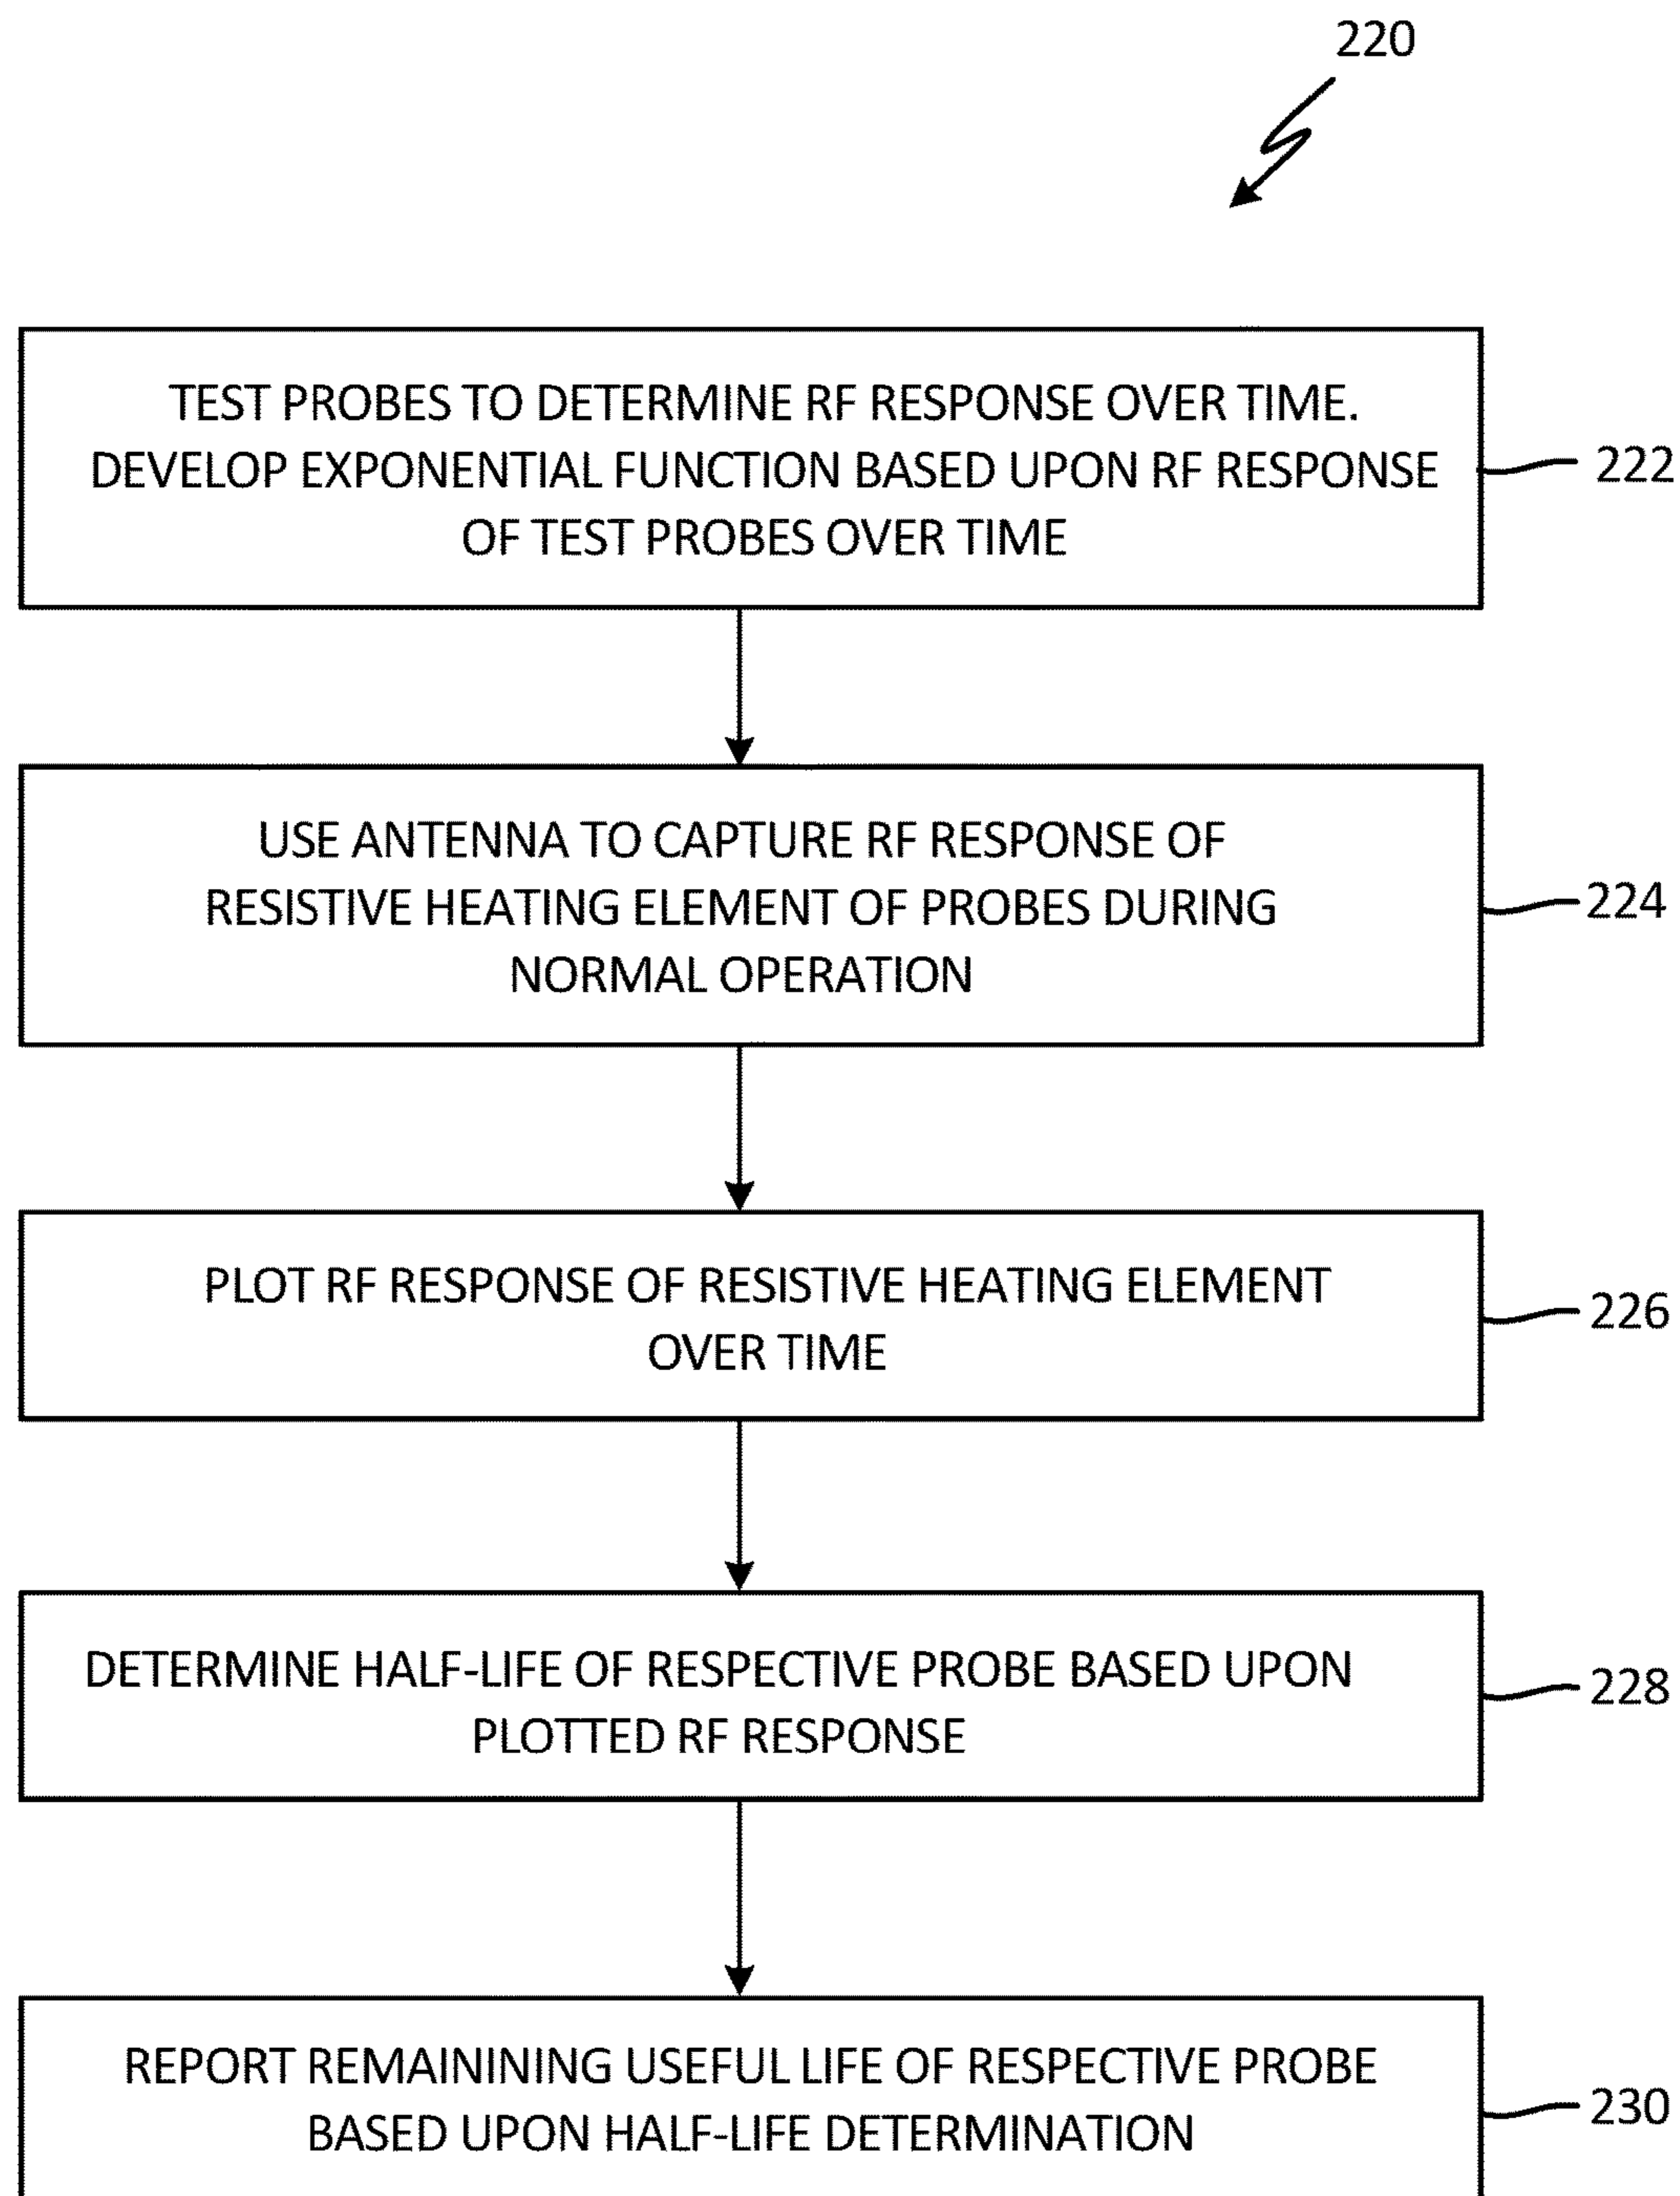 220
TEST PROBES TO DETERMINE RF RESPONSE OVER TIME.
DEVELOP EXPONENTIAL FUNCTION BASED UPON RF RESPONSE
OF TEST PROBES OVER TIME
222
USE ANTENNA TO CAPTURE RF RESPONSE OF
RESISTIVE HEATING ELEMENT OF PROBES DURING
NORMAL OPERATION
224
PLOT RF RESPONSE OF RESISTIVE HEATING ELEMENT
OVER TIME
226
DETERMINE HALF-LIFE OF RESPECTIVE PROBE BASED UPON
PLOTTED RF RESPONSE
228
REPORT REMAINING USEFUL LIFE OF RESPECTIVE PROBE
BASED UPON HALF-LIFE DETERMINATION
230